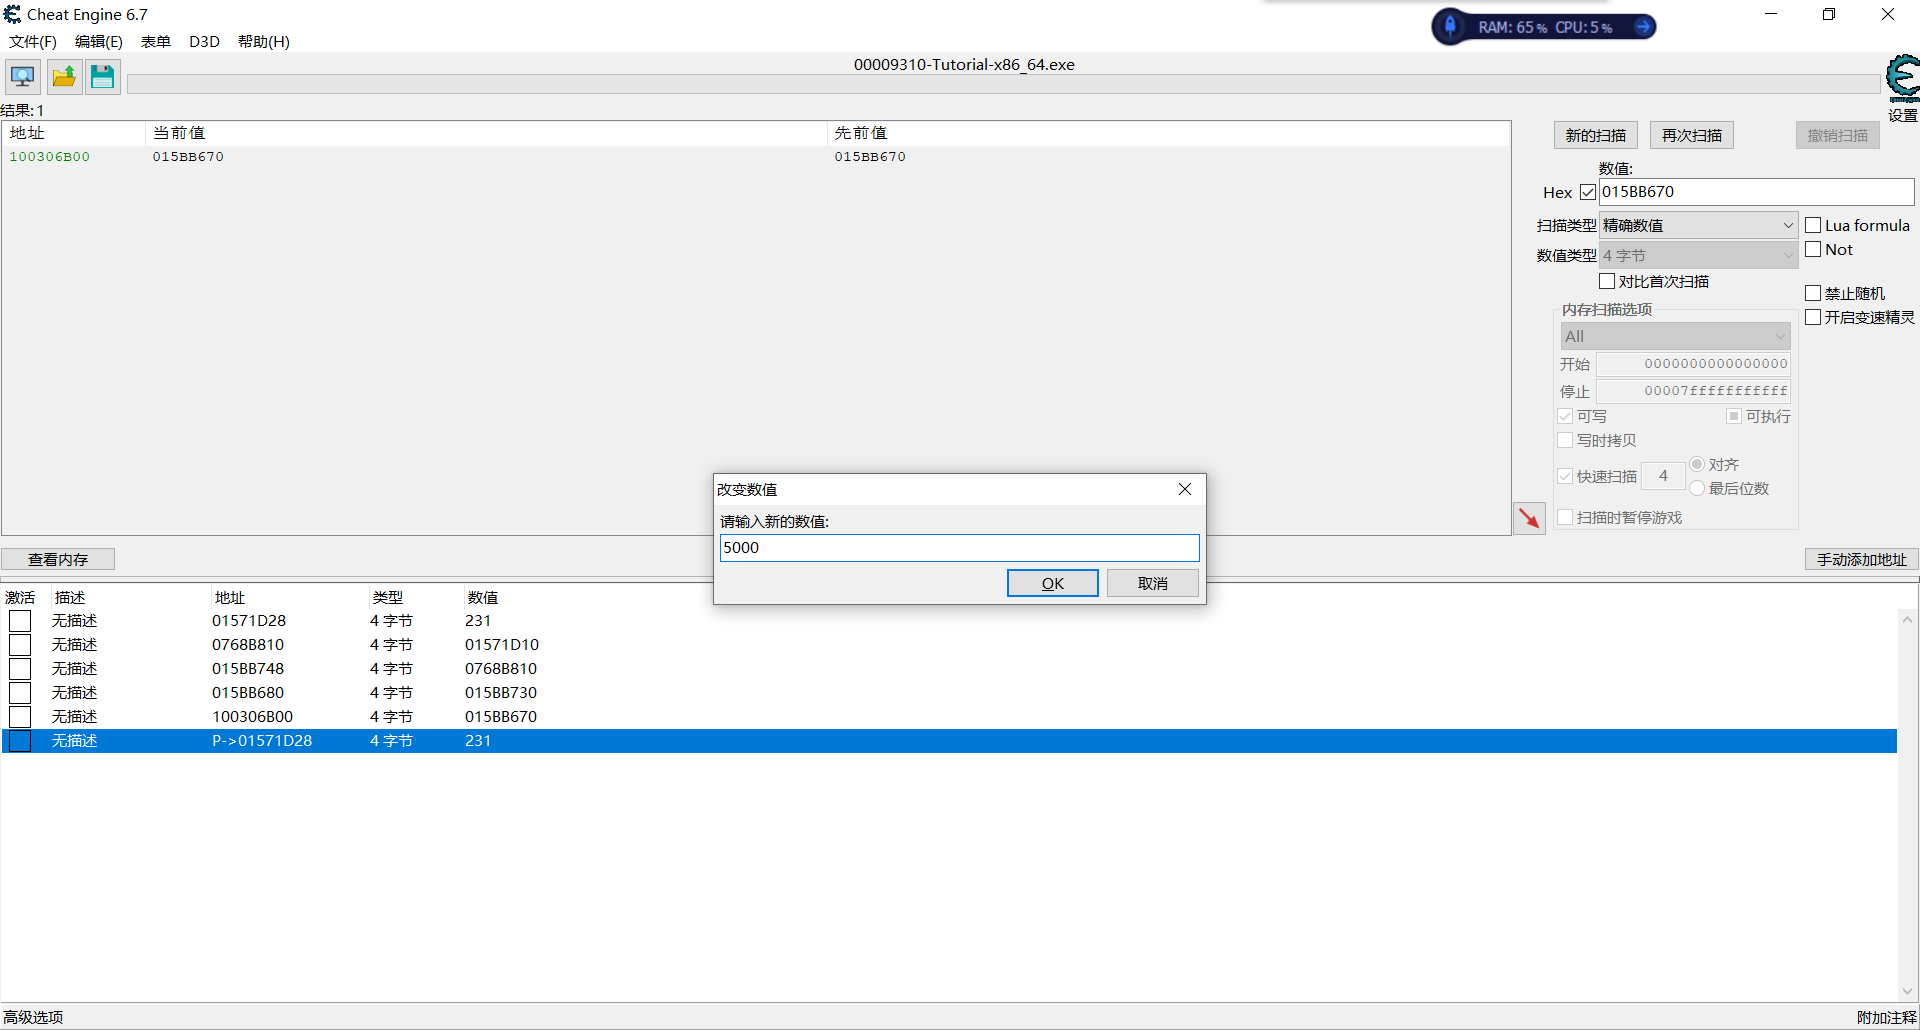 Cheat Engine 6.7
RAM: 65% CPU: 5%
文件(F) 编辑(E) 表单 D3D 帮助(H)
00009310-Tutorial-x86_64.exe
结果: 1
设置
地址 当前值 先前值
100306B00 015BB670 015BB670
新的扫描 再次扫描 撤销扫描
数值:
Hex 015BB670
扫描类型 精确数值 Lua formula
数值类型 4 字节 Not
对比首次扫描
内存扫描选项 禁止随机
All 开启变速精灵
开始 0000000000000000
停止 00007fffffffffff
可写 可执行
写时拷贝
快速扫描 4 对齐
最后位数
扫描时暂停游戏
改变数值
请输入新的数值:
5000
OK 取消
查看内存 手动添加地址
激活 描述 地址 类型 数值
无描述 01571D28 4 字节 231
无描述 0768B810 4 字节 01571D10
无描述 015BB748 4 字节 0768B810
无描述 015BB680 4 字节 015BB730
无描述 100306B00 4 字节 015BB670
无描述 P->01571D28 4 字节 231
高级选项 附加注释